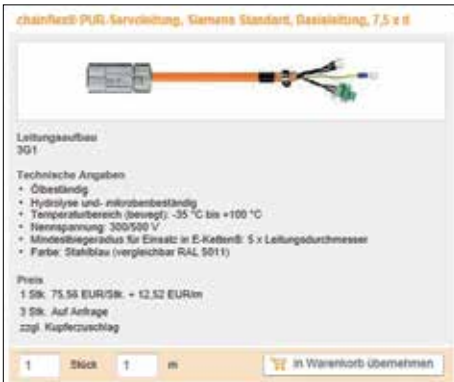 chainflex® PUR-Servoleitung, Siemens Standard, Basisleitung, 7,5 x d
Leitungsaufbau
3G1
Technische Angaben
• Ölbeständig
• Hydrolyse und- mikrobenbeständig
• Temperaturbereich (bewegt): -35 °C bis +100 °C
• Nennspannung: 300/500 V
• Mindestbiegeradius für Einsatz in E-Ketten®: 5 x Leitungsdurchmesser
• Farbe: Stahlblau (vergleichbar RAL 5011)
Preis
1 Stk. 75,56 EUR/Stk. + 12,52 EUR/m
3 Stk. Auf Anfrage
zzgl. Kupferzuschlag
1 Stück 1 m In Warenkorb übernehmen